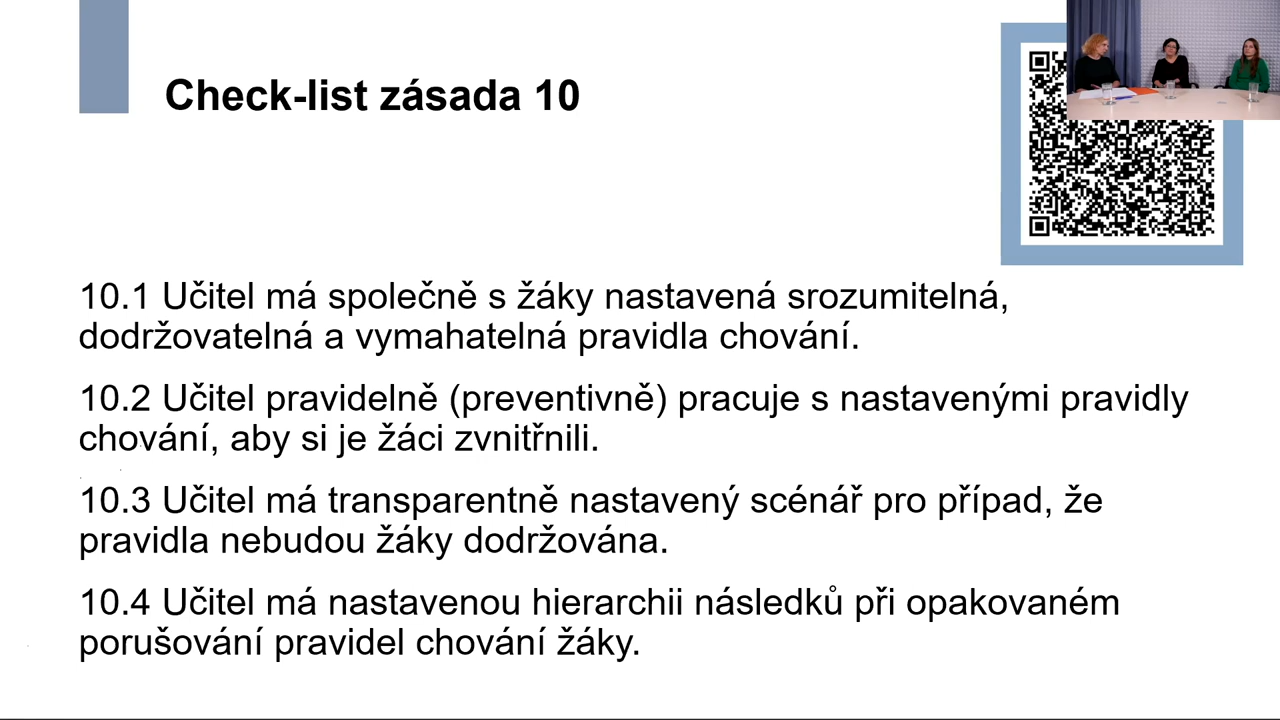 Check-list zásada 10
10.1 Učitel má společně s žáky nastavená srozumitelná,
dodržovatelná a vymahatelná pravidla chování.
10.2 Učitel pravidelně (preventivně) pracuje s nastavenými pravidly
chování, aby si je žáci zvnitřnili.
10.3 Učitel má transparentně nastavený scénář pro případ, že
pravidla nebudou žáky dodržována.
10.4 Učitel má nastavenou hierarchii následků při opakovaném
porušování pravidel chování žáky.